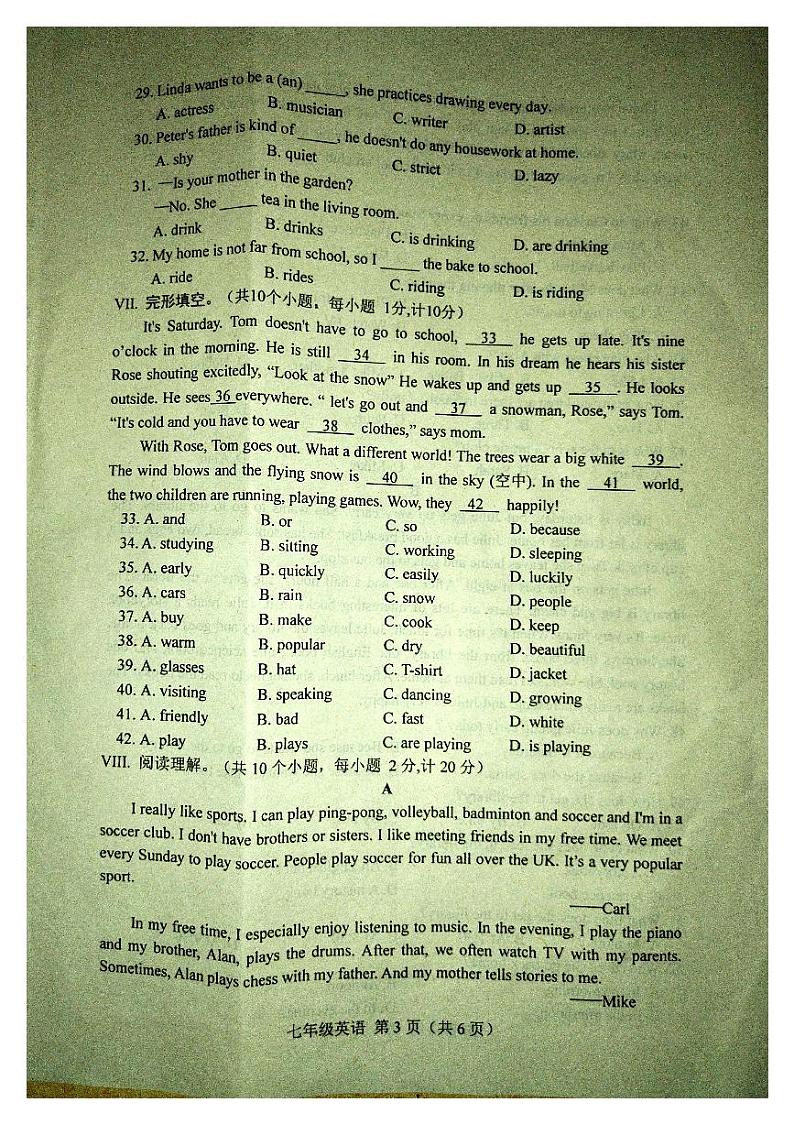 29. Linda wants to be a (an) _____, she practices drawing every day.
A. actress B. musician C. writer D. artist
30. Peter's father is kind of _____, he doesn't do any housework at home.
A. shy B. quiet C. strict D. lazy
31. —Is your mother in the garden?
—No. She _____ tea in the living room.
A. drink B. drinks C. is drinking D. are drinking
32. My home is not far from school, so I _____ the bake to school.
A. ride B. rides C. riding D. is riding
VII. 完形填空。（共10个小题，每小题 1分,计10分）
It's Saturday. Tom doesn't have to go to school, __33__ he gets up late. It's nine
o'clock in the morning. He is still __34__ in his room. In his dream he hears his sister
Rose shouting excitedly, “Look at the snow” He wakes up and gets up __35__. He looks
outside. He sees 36 everywhere. “ let's go out and __37__ a snowman, Rose,” says Tom.
“It's cold and you have to wear __38__ clothes,” says mom.
With Rose, Tom goes out. What a different world! The trees wear a big white __39__.
The wind blows and the flying snow is __40__ in the sky (空中). In the __41__ world,
the two children are running, playing games. Wow, they __42__ happily!
33. A. and B. or C. so D. because
34. A. studying B. sitting C. working D. sleeping
35. A. early B. quickly C. easily D. luckily
36. A. cars B. rain C. snow D. people
37. A. buy B. make C. cook D. keep
38. A. warm B. popular C. dry D. beautiful
39. A. glasses B. hat C. T-shirt D. jacket
40. A. visiting B. speaking C. dancing D. growing
41. A. friendly B. bad C. fast D. white
42. A. play B. plays C. are playing D. is playing
VIII. 阅读理解。（共 10 个小题，每小题 2 分,计 20 分）
A
I really like sports. I can play ping-pong, volleyball, badminton and soccer and I'm in a
soccer club. I don't have brothers or sisters. I like meeting friends in my free time. We meet
every Sunday to play soccer. People play soccer for fun all over the UK. It's a very popular
sport.
——Carl
In my free time, I especially enjoy listening to music. In the evening, I play the piano
and my brother, Alan, plays the drums. After that, we often watch TV with my parents.
Sometimes, Alan plays chess with my father. And my mother tells stories to me.
——Mike
七年级英语 第 3 页（共 6 页）